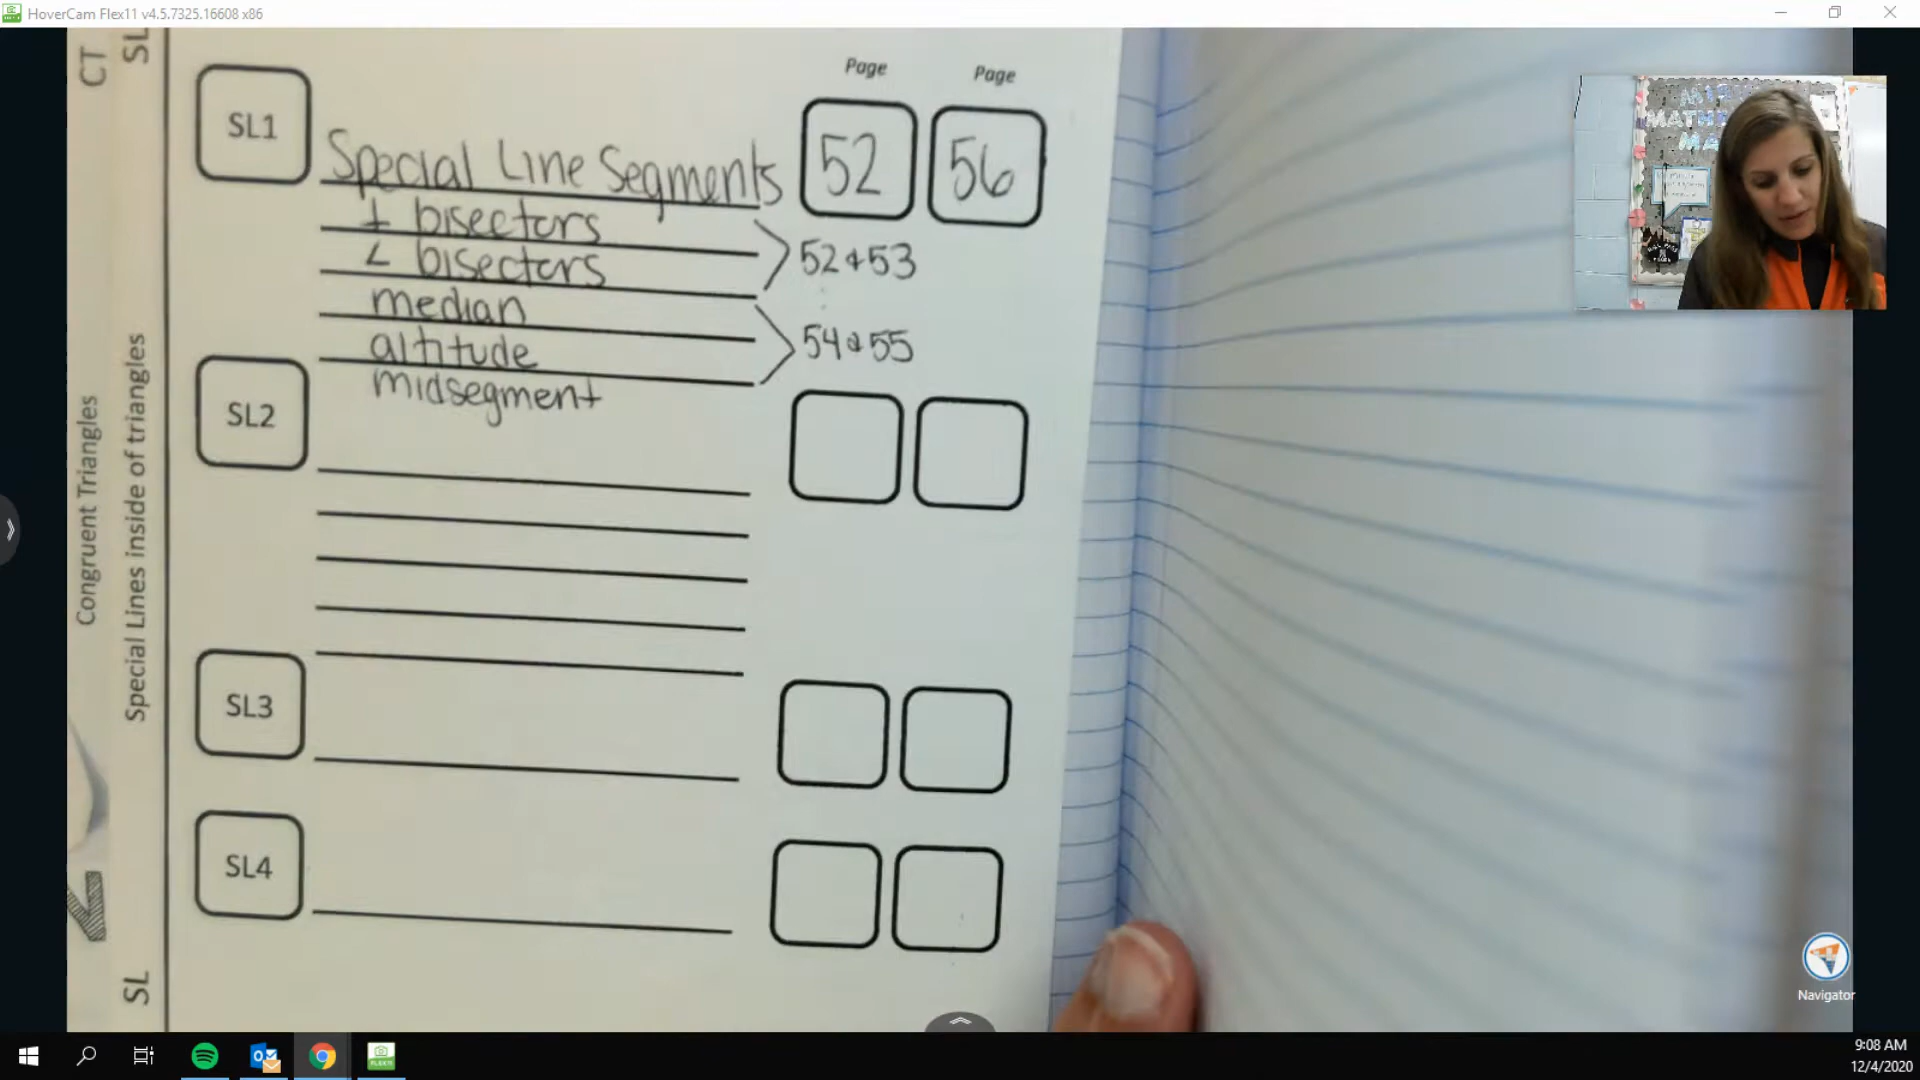 HoverCam Flex11 v4.5.7325.16608 x86
CT
SL
Page
Page
SL1
Special Line Segments
52
56
⊥ bisectors
∠ bisectors
52 & 53
median
altitude
54 & 55
midsegment
SL2
SL3
SL4
Congruent Triangles
Special Lines inside of triangles
SL
Navigator
9:08 AM
12/4/2020